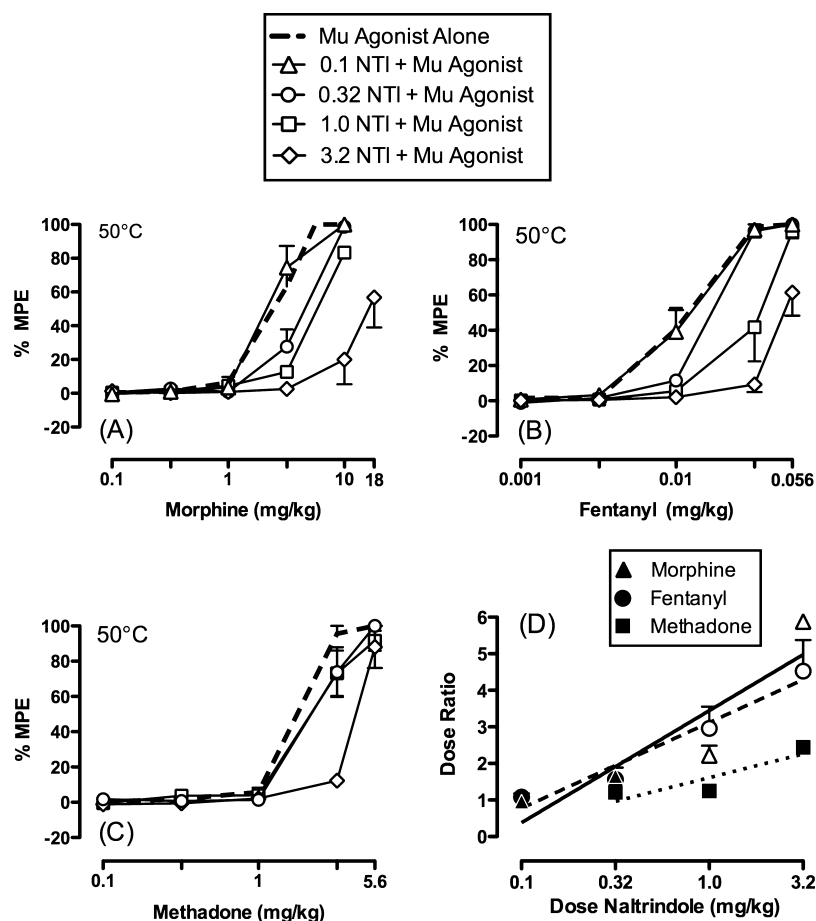 Mu Agonist Alone
0.1 NTI + Mu Agonist
0.32 NTI + Mu Agonist
1.0 NTI + Mu Agonist
3.2 NTI + Mu Agonist
50°C
% MPE
100
80
60
40
20
0
-20
(A)
0.1 1 10 18
Morphine (mg/kg)
50°C
% MPE
100
80
60
40
20
0
-20
(B)
0.001 0.01 0.056
Fentanyl (mg/kg)
50°C
% MPE
100
80
60
40
20
0
-20
(C)
0.1 1 5.6
Methadone (mg/kg)
Morphine
Fentanyl
Methadone
(D)
Dose Ratio
6
5
4
3
2
1
0
0.1 0.32 1.0 3.2
Dose Naltrindole (mg/kg)